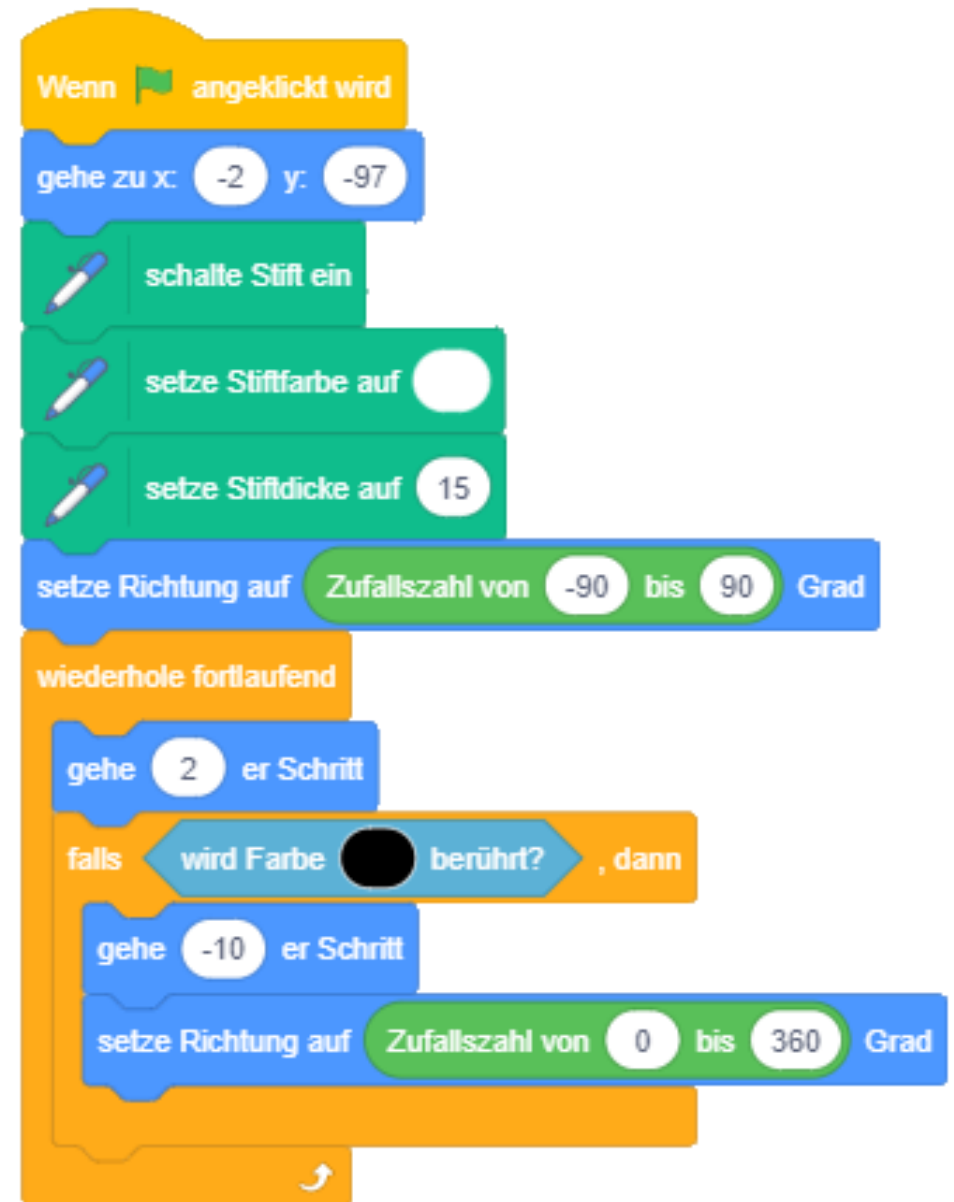 Wenn angeklickt wird
gehe zu x: -2 y: -97
schalte Stift ein
setze Stiftfarbe auf
setze Stiftdicke auf 15
setze Richtung auf Zufallszahl von -90 bis 90 Grad
wiederhole fortlaufend
gehe 2 er Schritt
falls wird Farbe berührt? , dann
gehe -10 er Schritt
setze Richtung auf Zufallszahl von 0 bis 360 Grad